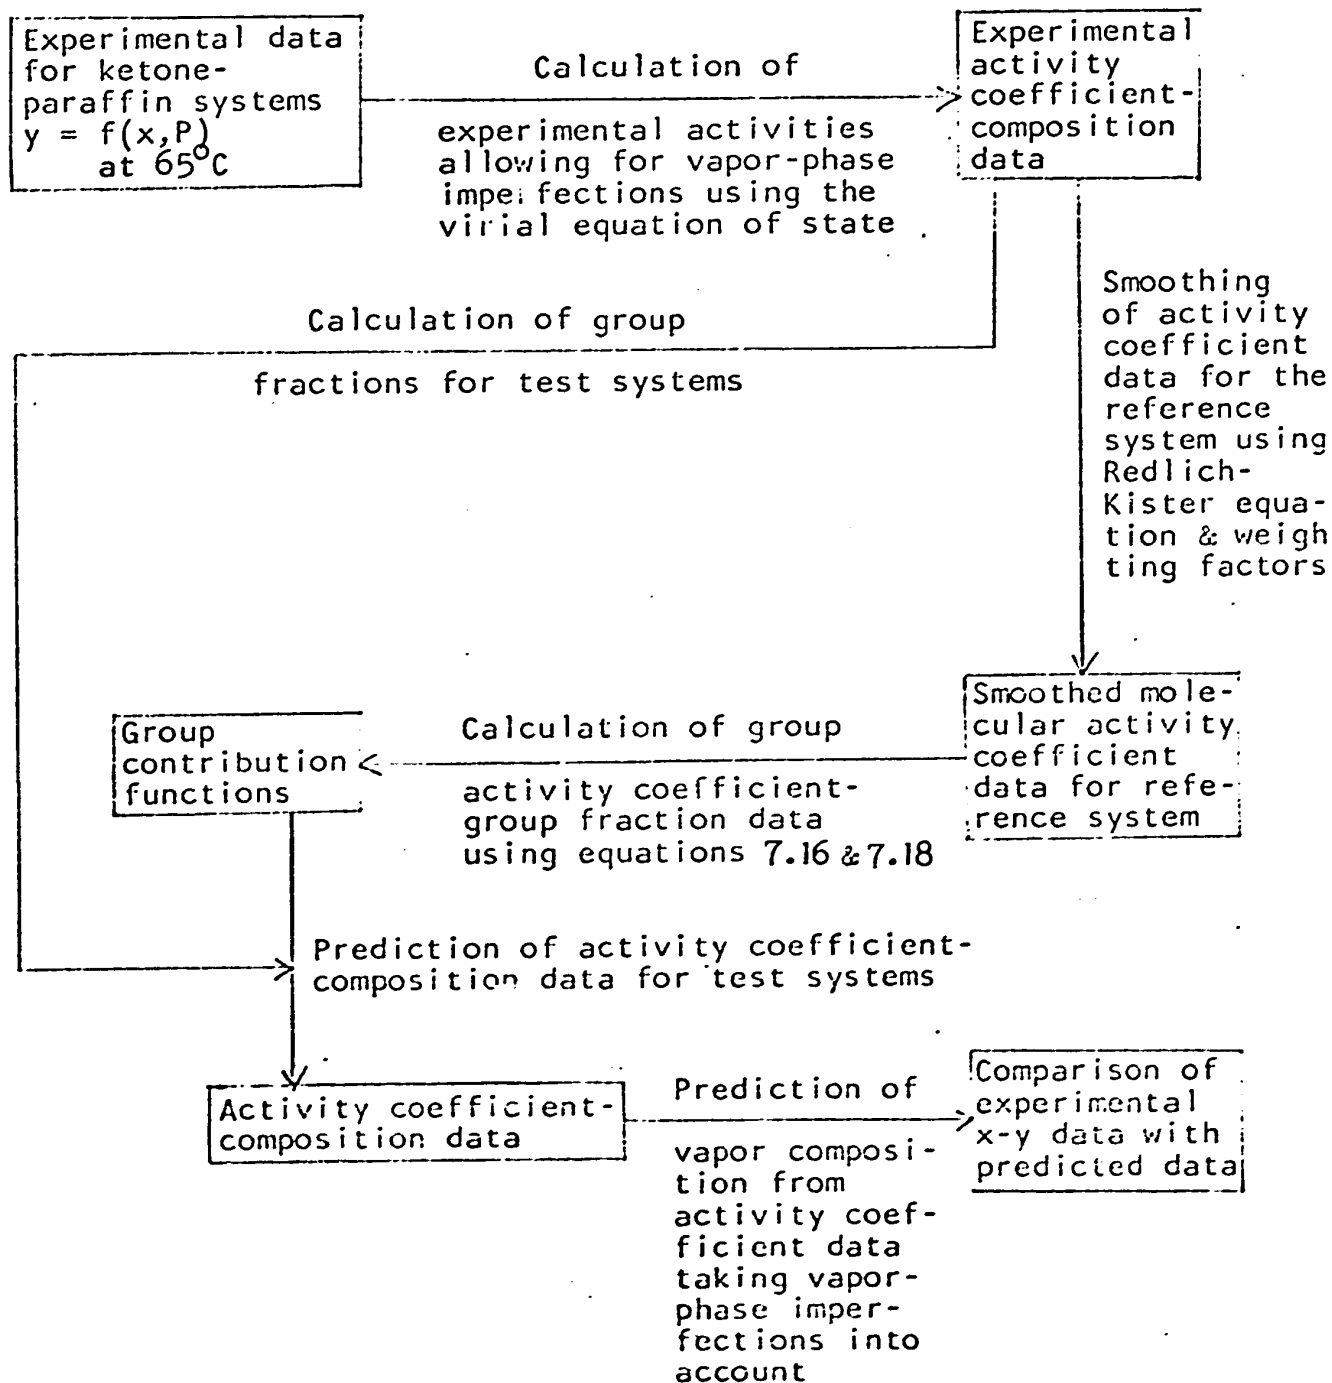 Experimental data
for ketone-
paraffin systems
y = f(x,P)
at 65°C
Calculation of
experimental activities
allowing for vapor-phase
imperfections using the
virial equation of state
Experimental
activity
coefficient-
composition
data
Smoothing
of activity
coefficient
data for the
reference
system using
Redlich-
Kister equa-
tion & weigh
ting factors
Calculation of group
fractions for test systems
Smoothed mole-
cular activity
coefficient
data for refe-
rence system
Calculation of group
activity coefficient-
group fraction data
using equations 7.16 & 7.18
Group
contribution
functions
Prediction of activity coefficient-
composition data for test systems
Activity coefficient-
composition data
Prediction of
vapor composi-
tion from
activity coef-
ficient data
taking vapor-
phase imper-
fections into
account
Comparison of
experimental
x-y data with
predicted data